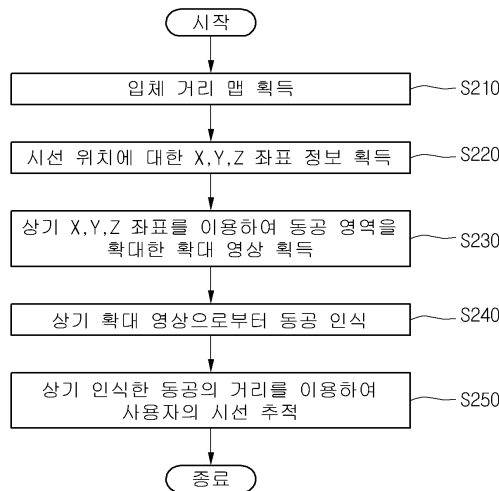 시작
입체 거리 맵 획득
S210
시선 위치에 대한 X,Y,Z 좌표 정보 획득
S220
상기 X,Y,Z 좌표를 이용하여 동공 영역을
확대한 확대 영상 획득
S230
상기 확대 영상으로부터 동공 인식
S240
상기 인식한 동공의 거리를 이용하여
사용자의 시선 추적
S250
종료